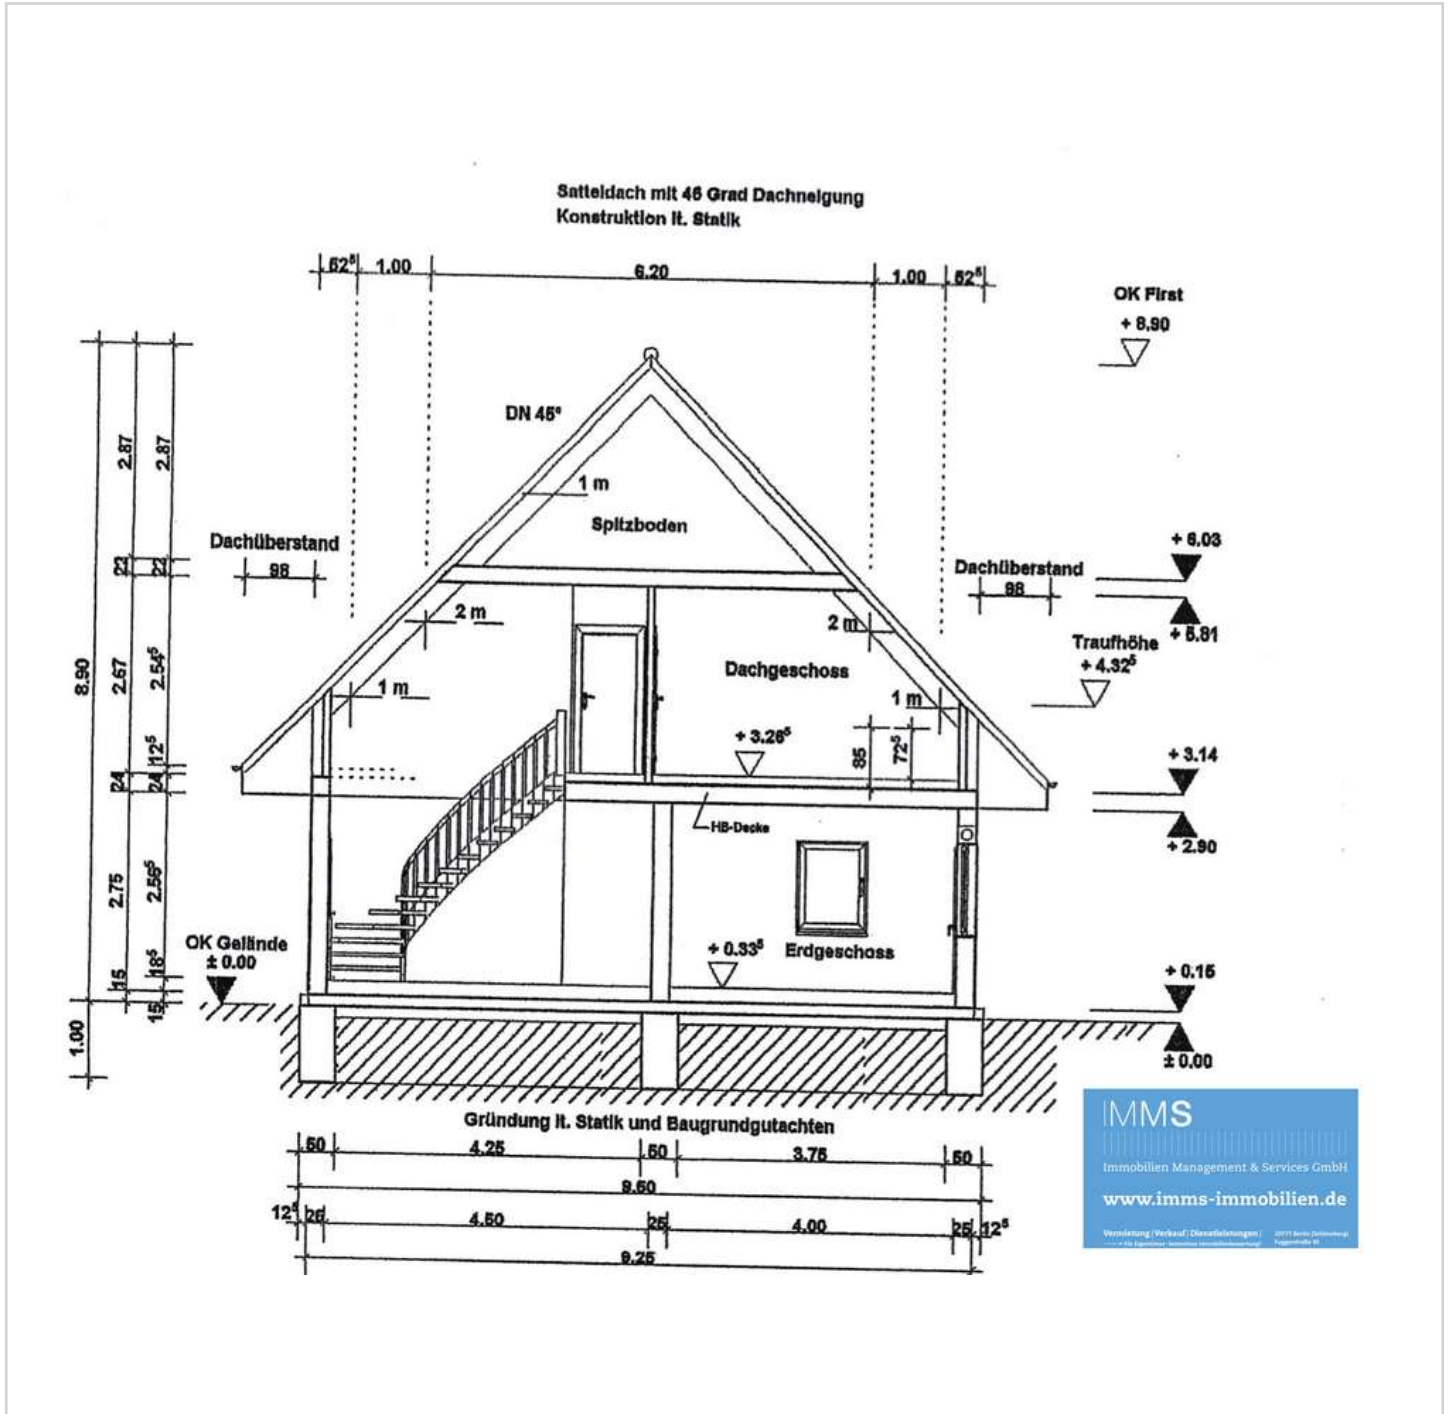 Satteldach mit 45 Grad Dachneigung
Konstruktion lt. Statik
62⁵ 1.00 6.20 1.00 62⁵
OK First
+ 8.90
DN 45°
2.87 2.87
1 m
Spitzboden
Dachüberstand
98
22 22
+ 6.03
Dachüberstand
98
+ 5.81
2 m
2 m
Traufhöhe
+ 4.32⁵
8.90
2.67 2.54⁵
Dachgeschoss
1 m
1 m
+ 3.26⁵
85 72⁵
12⁵
24 24
+ 3.14
HB-Decke
+ 2.90
2.75 2.56⁵
OK Gelände
± 0.00
+ 0.33⁵
Erdgeschoss
18⁵
15
15
+ 0.15
± 0.00
1.00
Gründung lt. Statik und Baugrundgutachten
50 4.25 50 3.75 50
9.50
12⁵ 25 4.50 25 4.00 25 12⁵
9.25
IMMS
Immobilien Management & Services GmbH
www.imms-immobilien.de
Vermietung | Verkauf | Dienstleistungen |